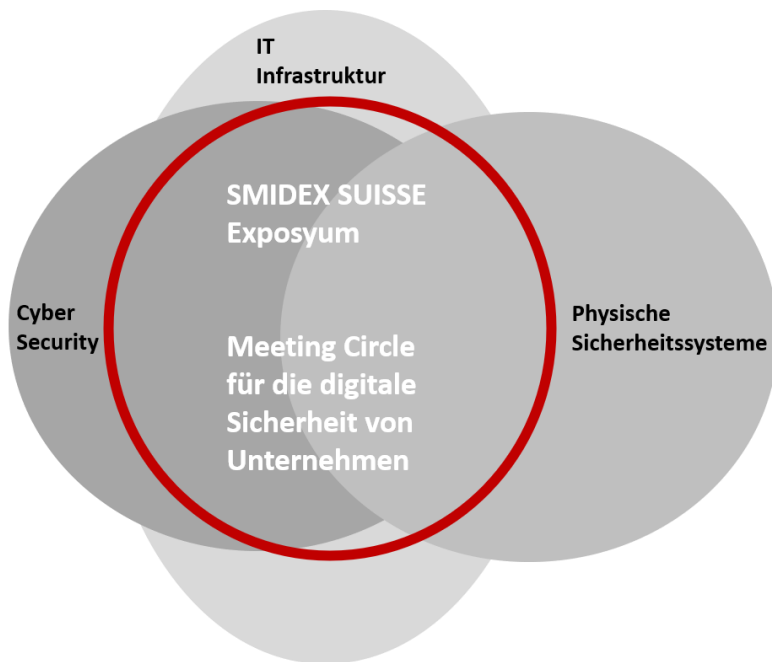 IT
Infrastruktur
SMIDEX SUISSE
Exposyum
Cyber
Security
Physische
Sicherheitssysteme
Meeting Circle
für die digitale
Sicherheit von
Unternehmen